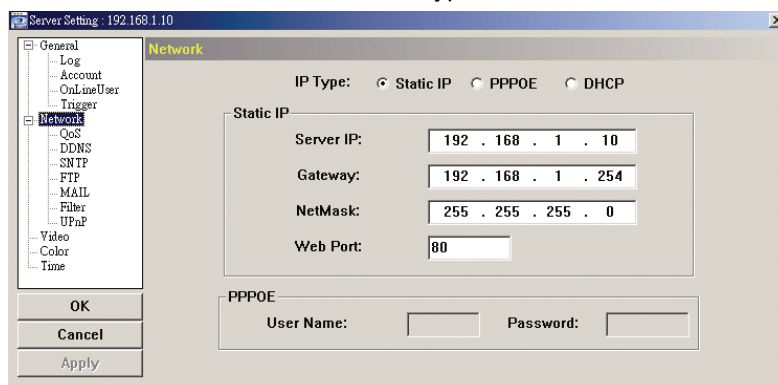 Server Setting : 192.168.1.10
General
Log
Account
OnLineUser
Trigger
Network
QoS
DDNS
SNTP
FTP
MAIL
Filter
UPnP
Video
Color
Time
OK
Cancel
Apply
Network
IP Type: Static IP PPPOE DHCP
Static IP
Server IP: 192 . 168 . 1 . 10
Gateway: 192 . 168 . 1 . 254
NetMask: 255 . 255 . 255 . 0
Web Port: 80
PPPOE
User Name: Password: